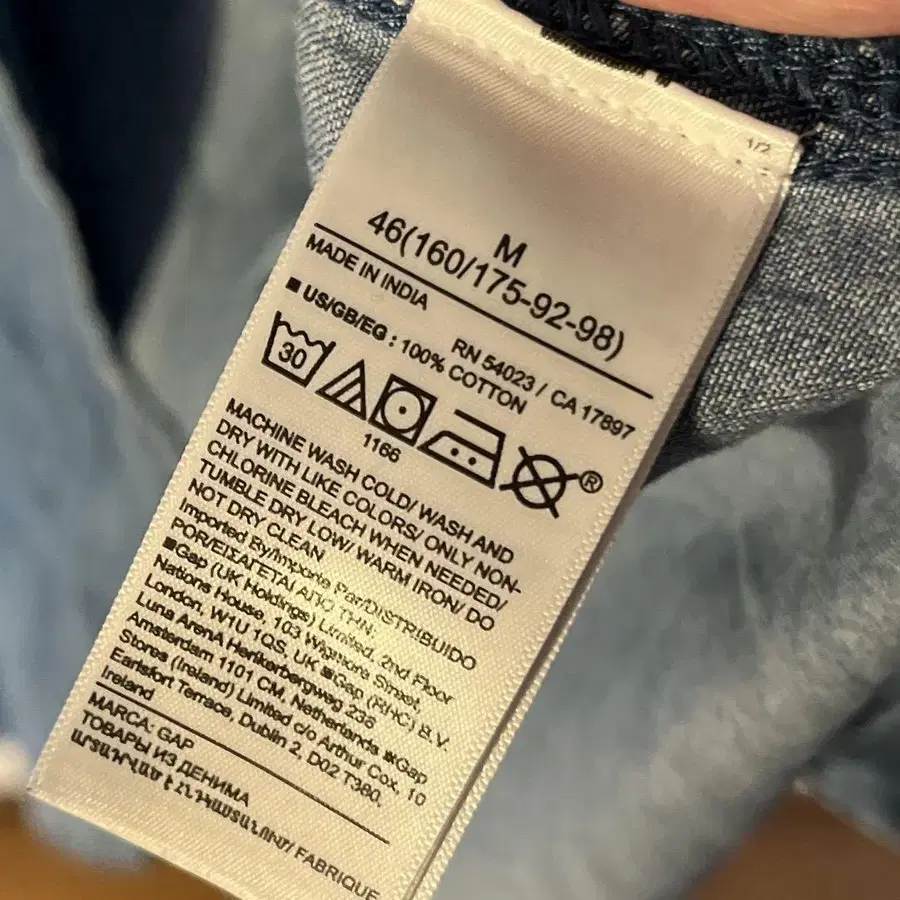 1/2
M
46(160/175-92-98)
MADE IN INDIA
RN 54023 / CA 17897
■ US/GB/EG : 100% COTTON
30
1166
®
MACHINE WASH COLD/ WASH AND
DRY WITH LIKE COLORS/ ONLY NON-
CHLORINE BLEACH WHEN NEEDED/
TUMBLE DRY LOW/ WARM IRON/ DO
NOT DRY CLEAN
Imported By/Importe Par/DISTRIBUIDO
POR/ΕΙΣΑΓΕΤΑΙ ΑΠΟ ΤΗΝ:
■Gap (UK Holdings) Limited, 2nd Floor
Nations House, 103 Wigmore Street,
London, W1U 1QS, UK ■Gap (RHC) B.V.
Luna ArenA Herikerbergweg 238
Amsterdam 1101 CM, Netherlands ■Gap
Stores (Ireland) Limited c/o Arthur Cox, 10
Earlsfort Terrace, Dublin 2, D02 T380,
Ireland
MARCA: GAP
ТОВАРЫ ИЗ ДЕНИМА
FABRIQUE